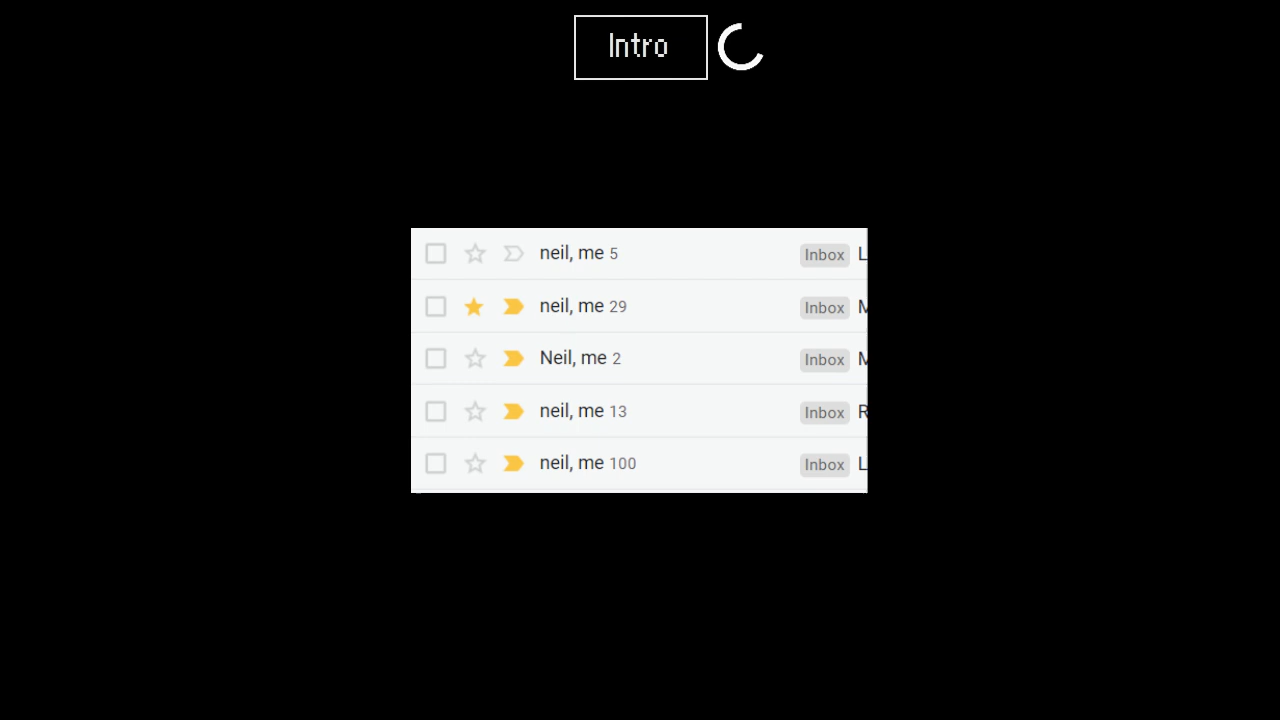 Intro
neil, me 5 Inbox L
neil, me 29 Inbox M
Neil, me 2 Inbox M
neil, me 13 Inbox R
neil, me 100 Inbox L